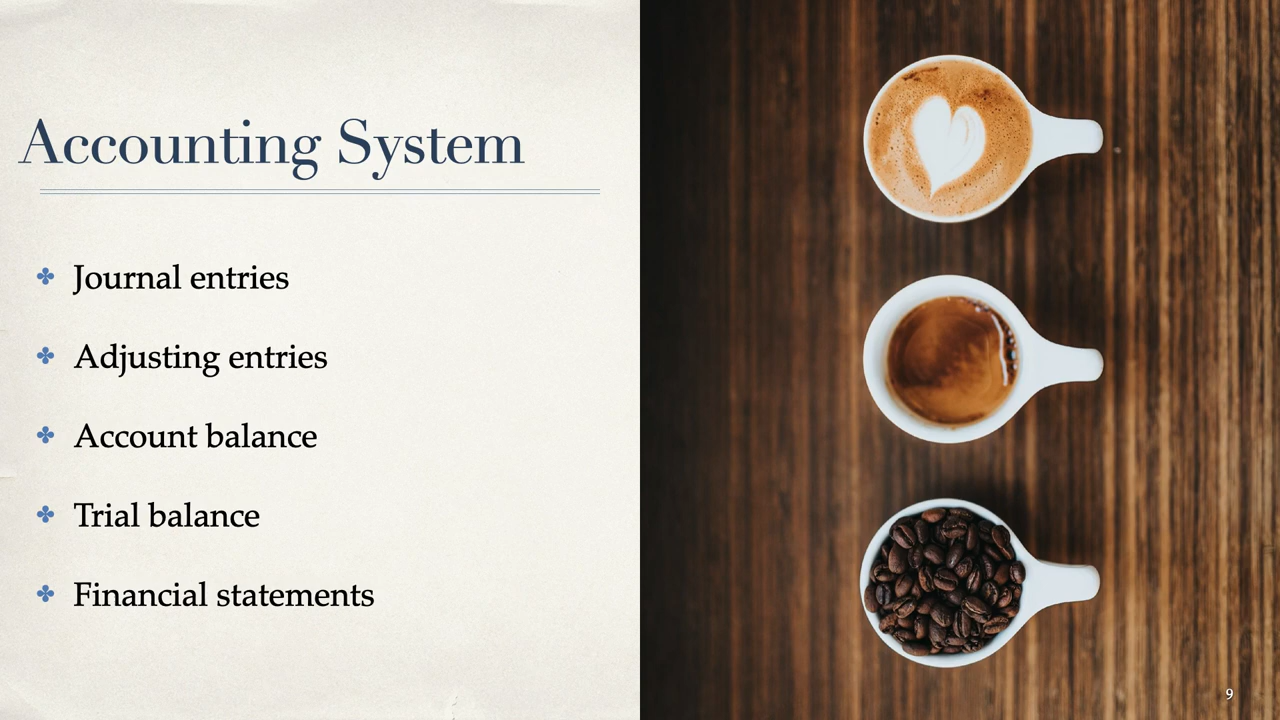 Accounting System
Journal entries
Adjusting entries
Account balance
Trial balance
Financial statements
9